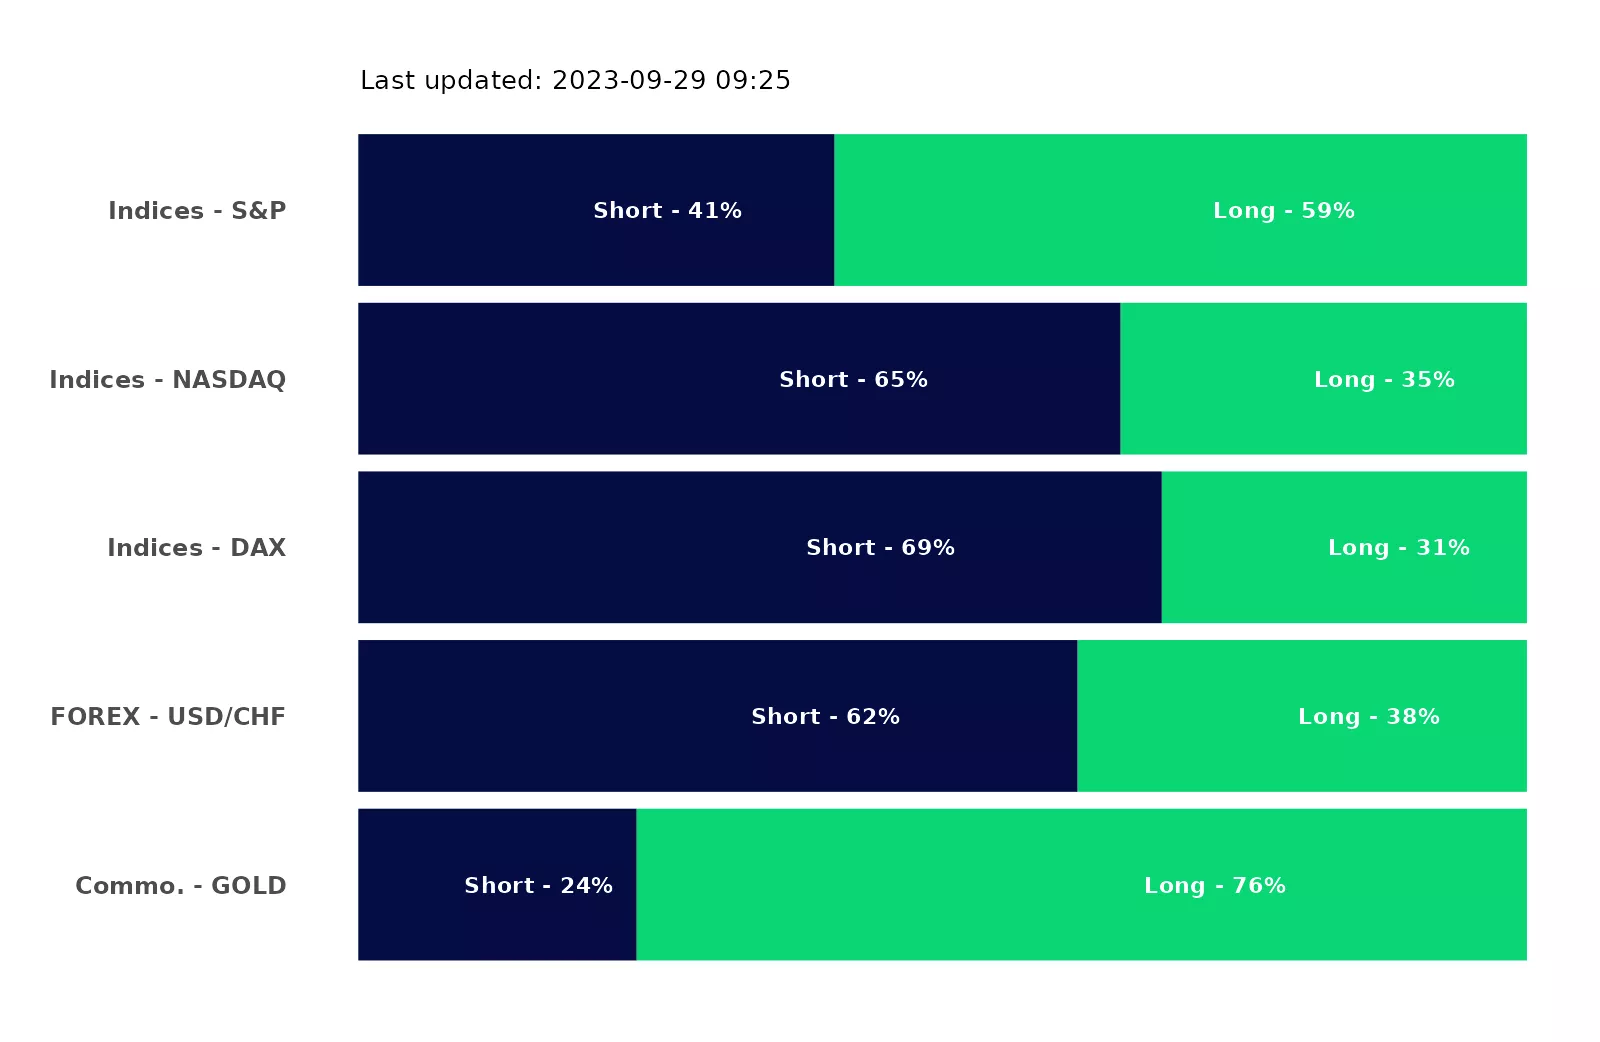 Last updated: 2023-09-29 09:25
Indices - S&P Short - 41% Long - 59%
Indices - NASDAQ Short - 65% Long - 35%
Indices - DAX Short - 69% Long - 31%
FOREX - USD/CHF Short - 62% Long - 38%
Commo. - GOLD Short - 24% Long - 76%